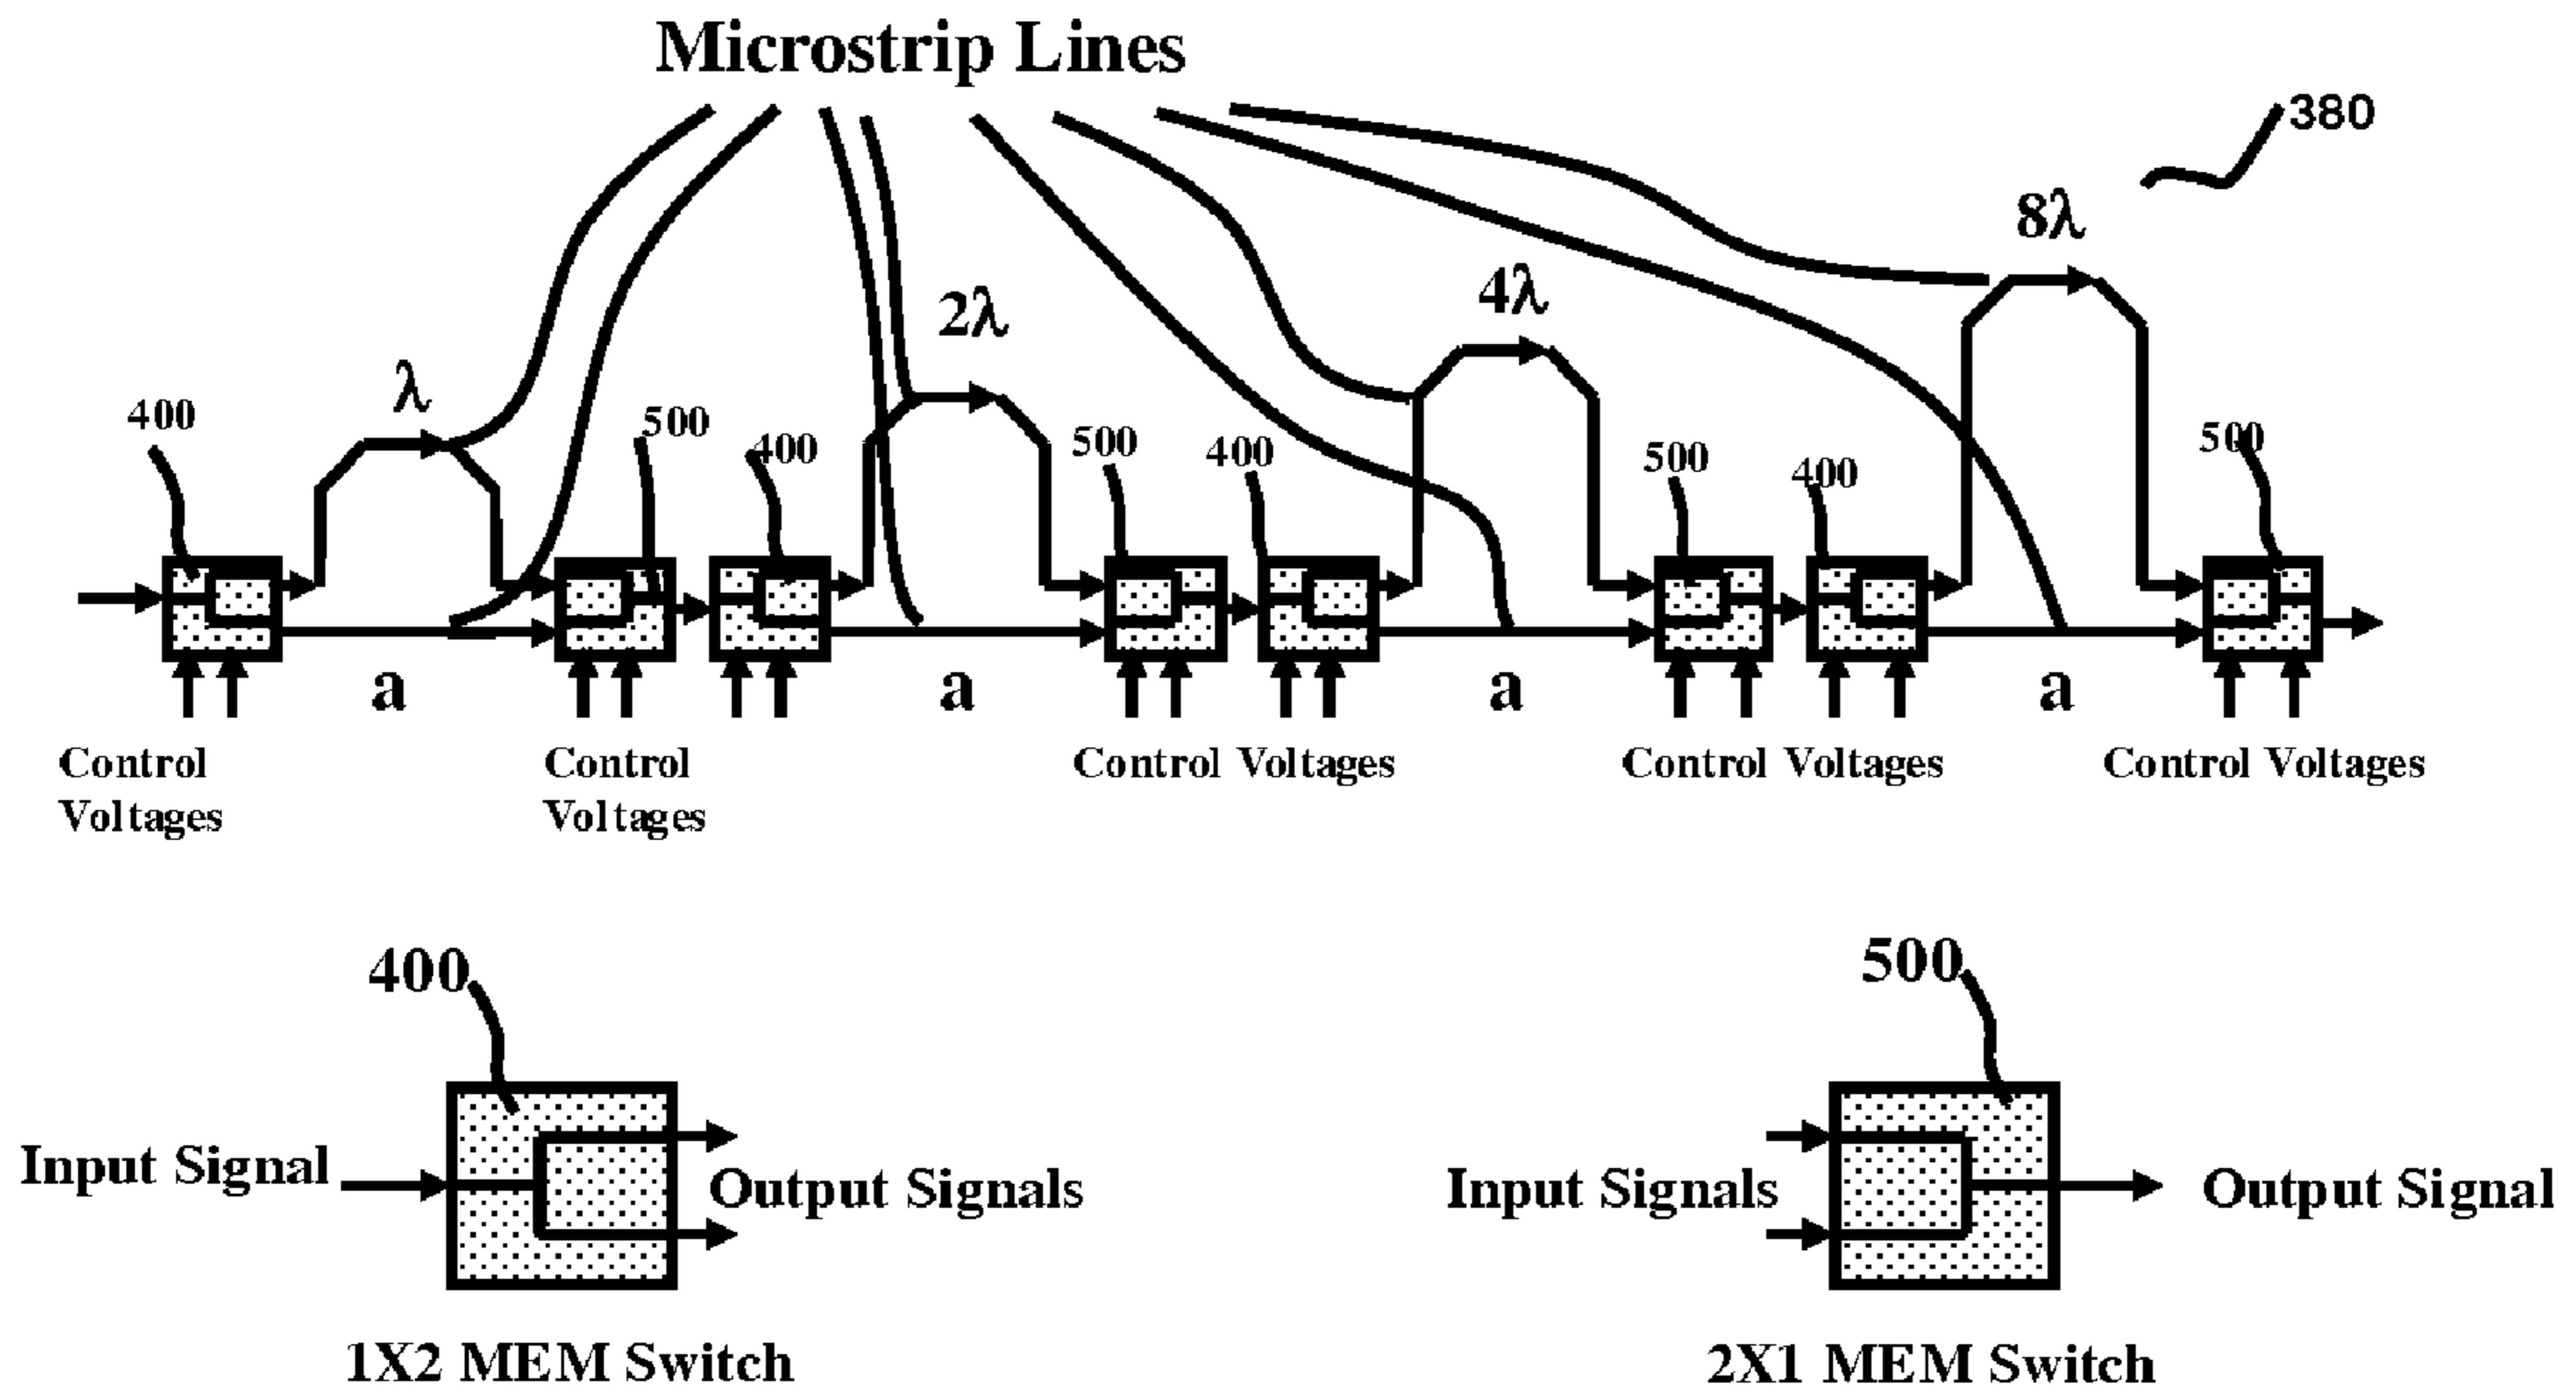 Microstrip Lines
380
8λ
4λ
2λ
λ
400
500
400
500
400
500
400
500
a
a
a
a
Control
Voltages
Control
Voltages
Control Voltages
Control Voltages
Control Voltages
400
500
Input Signal
Output Signals
Input Signals
Output Signal
1X2 MEM Switch
2X1 MEM Switch